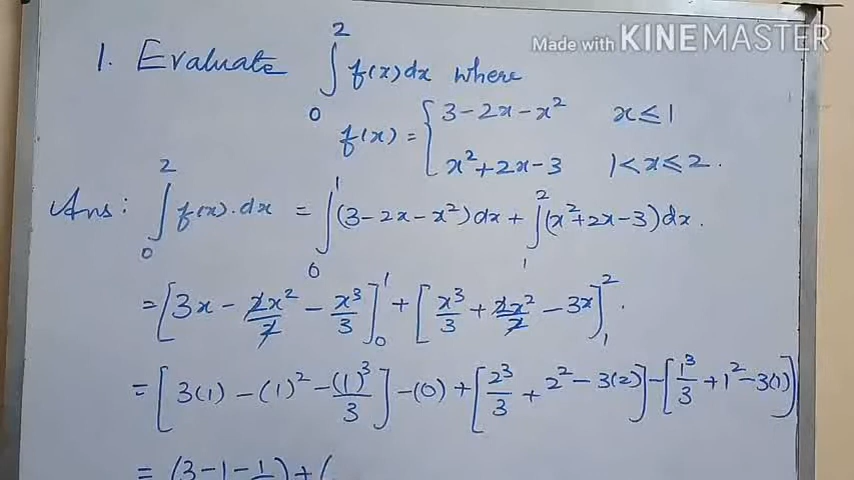 Made with KINEMASTER
1. Evaluate ∫₀² f(x)dx where
f(x) = { 3-2x-x² x≤1
x²+2x-3 1<x≤2.
Ans: ∫₀² f(x).dx = ∫₀¹ (3-2x-x²)dx + ∫₁² (x²+2x-3)dx.
= [3x - 2x²/2 - x³/3]₀¹ + [x³/3 + 2x²/2 - 3x]₁².
= [3(1) - (1)² - (1)³/3] - (0) + [2³/3 + 2² - 3(2)] - [1³/3 + 1² - 3(1)]
= (3-1-1/